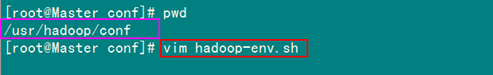 [root@Master conf]# pwd
/usr/hadoop/conf
[root@Master conf]# vim hadoop-env.sh